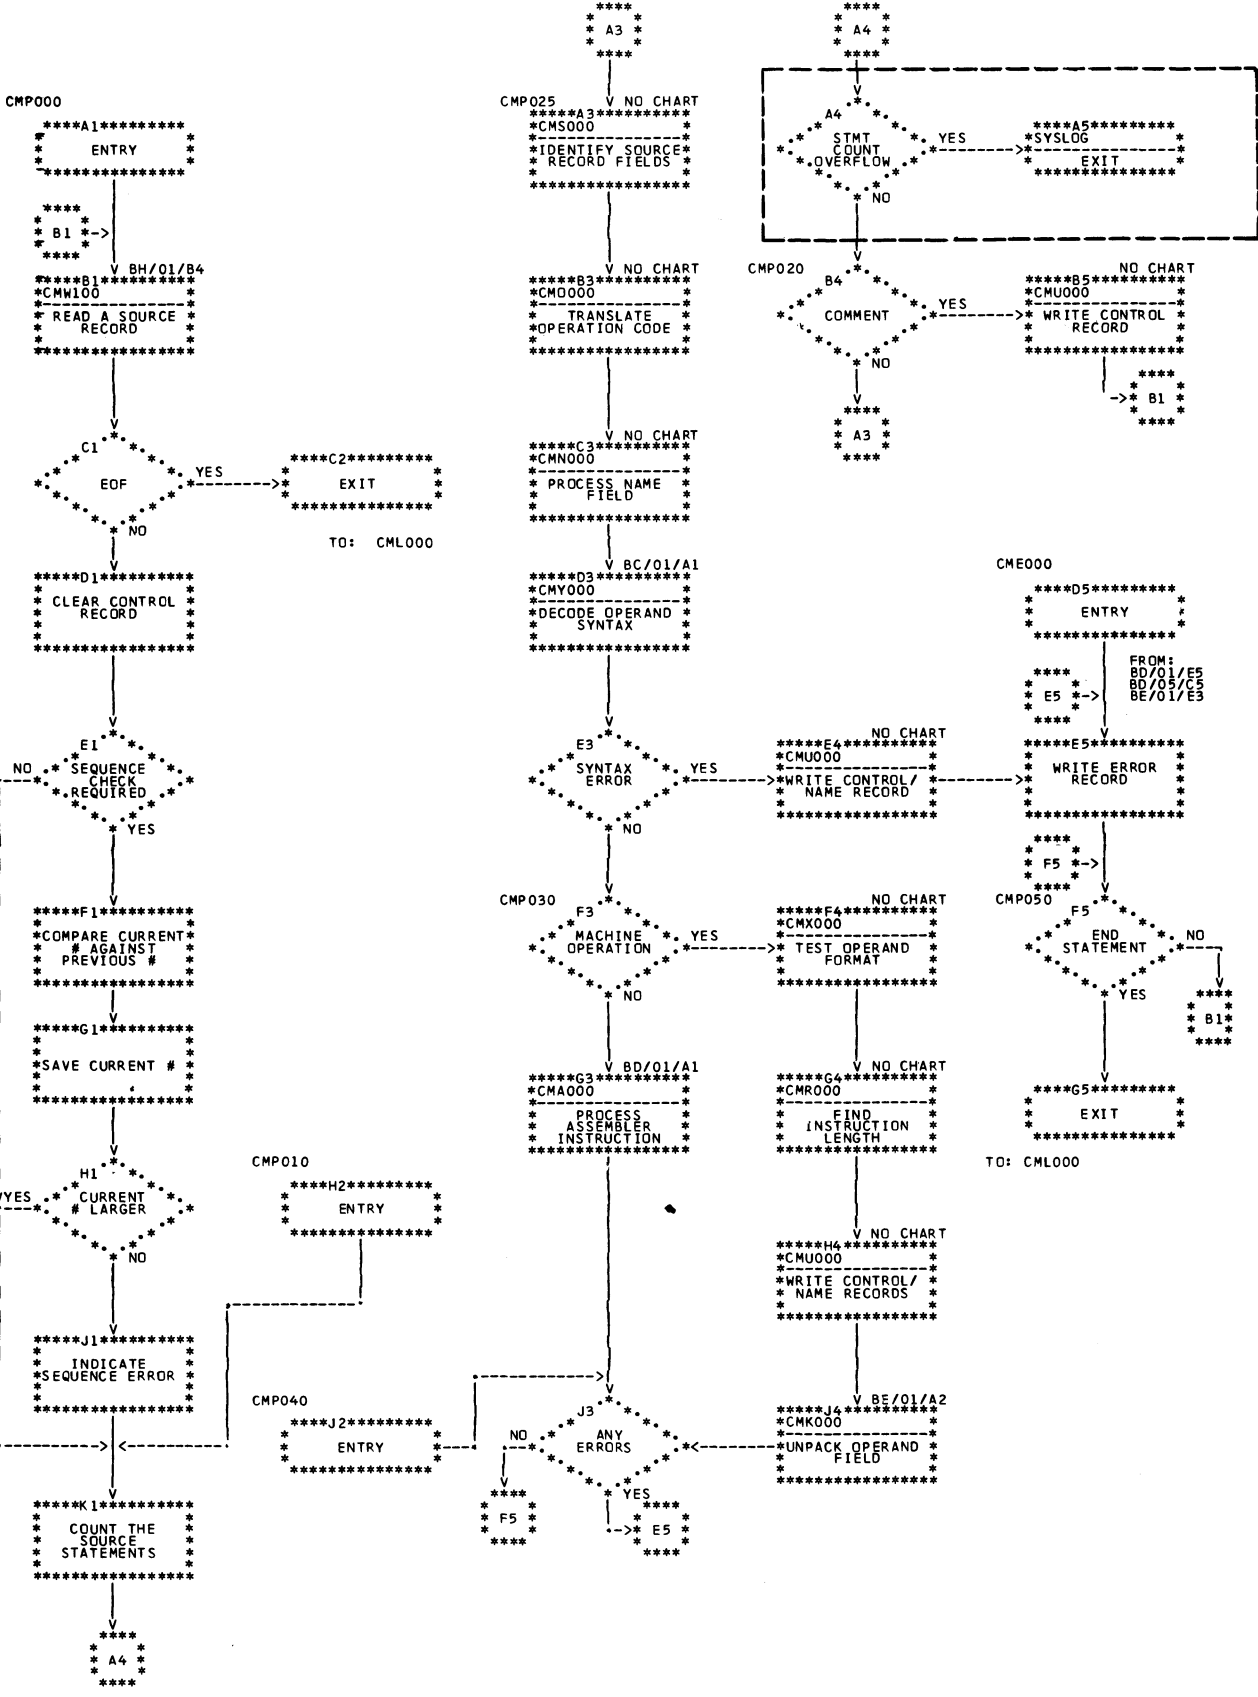 A3
A4
CMP000
A1
ENTRY
B1
BH/01/B4
B1
CMW100
READ A SOURCE
RECORD
C1
EOF
YES
NO
C2
EXIT
TO: CML000
D1
CLEAR CONTROL
RECORD
E1
SEQUENCE
CHECK
REQUIRED
NO
YES
F1
COMPARE CURRENT
# AGAINST
PREVIOUS #
G1
SAVE CURRENT #
H1
CURRENT
# LARGER
YES
NO
CMP010
H2
ENTRY
J1
INDICATE
SEQUENCE ERROR
K1
COUNT THE
SOURCE
STATEMENTS
A4
CMP025
NO CHART
A3
CMS000
IDENTIFY SOURCE
RECORD FIELDS
NO CHART
B3
CMO000
TRANSLATE
OPERATION CODE
NO CHART
C3
CMN000
PROCESS NAME
FIELD
BC/01/A1
D3
CMY000
DECODE OPERAND
SYNTAX
E3
SYNTAX
ERROR
YES
NO
CMP030
F3
MACHINE
OPERATION
YES
NO
BD/01/A1
G3
CMA000
PROCESS
ASSEMBLER
INSTRUCTION
CMP040
J2
ENTRY
J3
ANY
ERRORS
NO
YES
F5
E5
A4
STMT
COUNT
OVERFLOW
YES
NO
A5
SYSLOG
EXIT
CMP020
B4
COMMENT
YES
NO
NO CHART
B5
CMU000
WRITE CONTROL
RECORD
B1
A3
NO CHART
E4
CMU000
WRITE CONTROL/
NAME RECORD
NO CHART
F4
CMX000
TEST OPERAND
FORMAT
NO CHART
G4
CMR000
FIND
INSTRUCTION
LENGTH
NO CHART
H4
CMU000
WRITE CONTROL/
NAME RECORDS
BE/01/A2
J4
CMK000
UNPACK OPERAND
FIELD
CME000
D5
ENTRY
FROM:
BD/01/E5
BD/05/C5
BE/01/E3
E5
E5
WRITE ERROR
RECORD
F5
CMP050
F5
END
STATEMENT
NO
YES
B1
G5
EXIT
TO: CML000